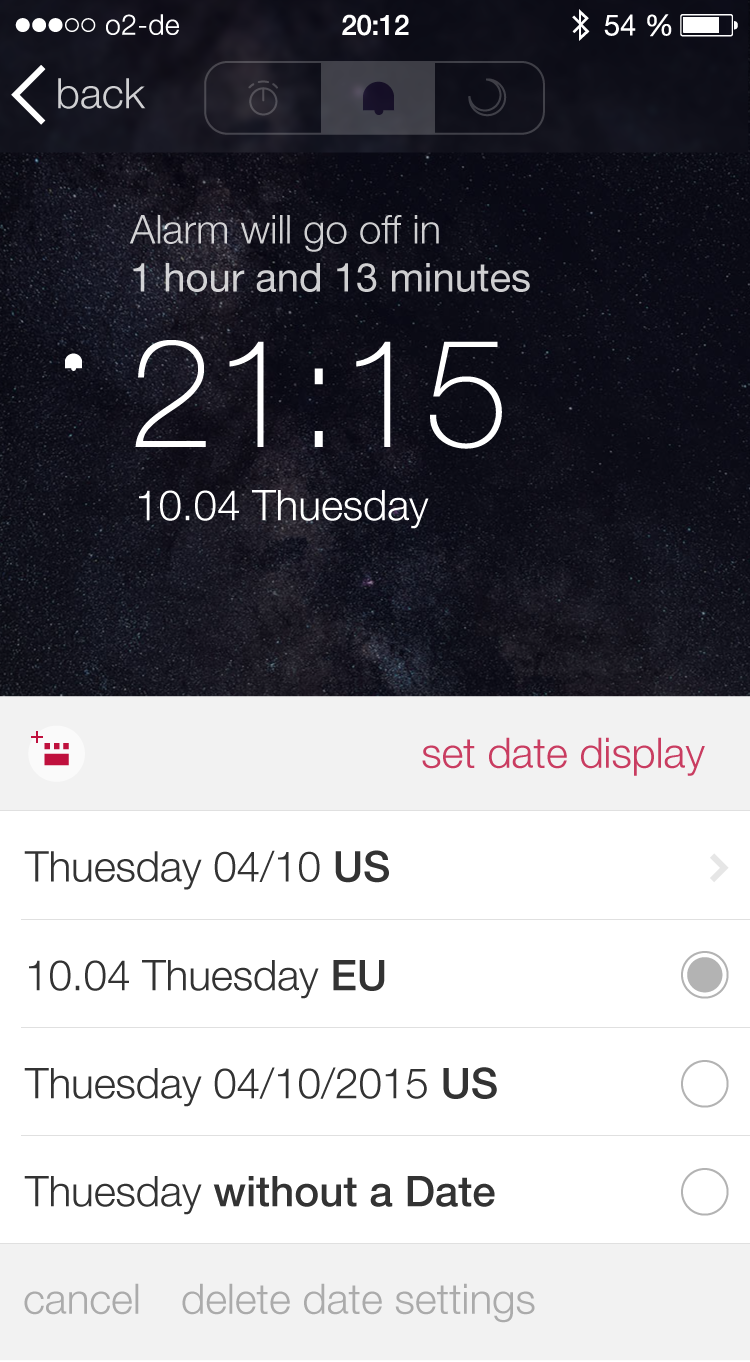 o2-de 20:12 54 %
back
Alarm will go off in
1 hour and 13 minutes
21:15
10.04 Thuesday
set date display
Thuesday 04/10 US
10.04 Thuesday EU
Thuesday 04/10/2015 US
Thuesday without a Date
cancel delete date settings